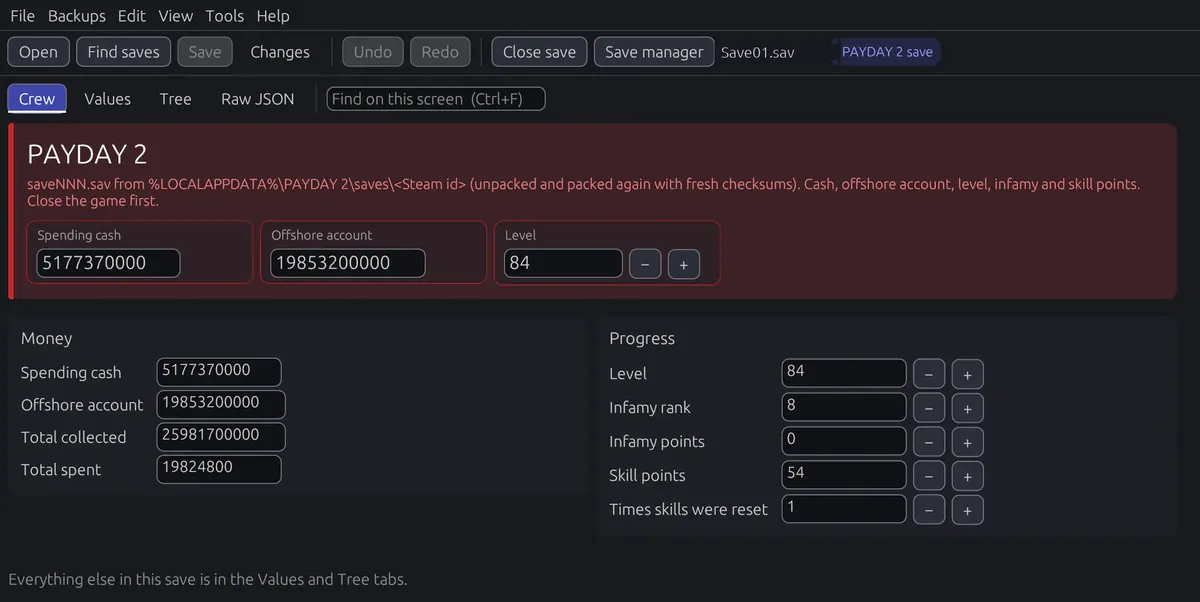 File Backups Edit View Tools Help
Open Find saves Save Changes Undo Redo Close save Save manager Save01.sav PAYDAY 2 save
Crew Values Tree Raw JSON Find on this screen (Ctrl+F)
PAYDAY 2
saveNNN.sav from %LOCALAPPDATA%\PAYDAY 2\saves\<Steam id> (unpacked and packed again with fresh checksums). Cash, offshore account, level, infamy and skill points.
Close the game first.
Spending cash Offshore account Level
5177370000 19853200000 84 – +
Money
Spending cash 5177370000
Offshore account 19853200000
Total collected 25981700000
Total spent 19824800
Progress
Level 84 – +
Infamy rank 8 – +
Infamy points 0 – +
Skill points 54 – +
Times skills were reset 1 – +
Everything else in this save is in the Values and Tree tabs.